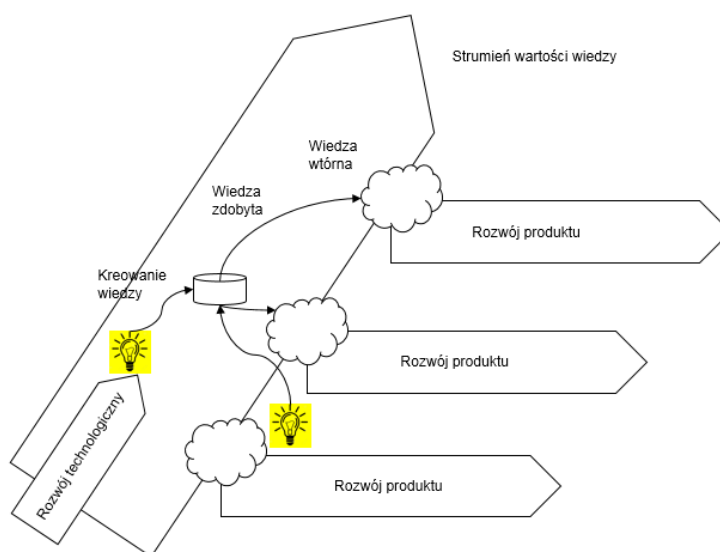 Strumień wartości wiedzy
Wiedza
wtórna
Wiedza
zdobyta
Rozwój produktu
Kreowanie
wiedzy
Rozwój produktu
Rozwój technologiczny
Rozwój produktu